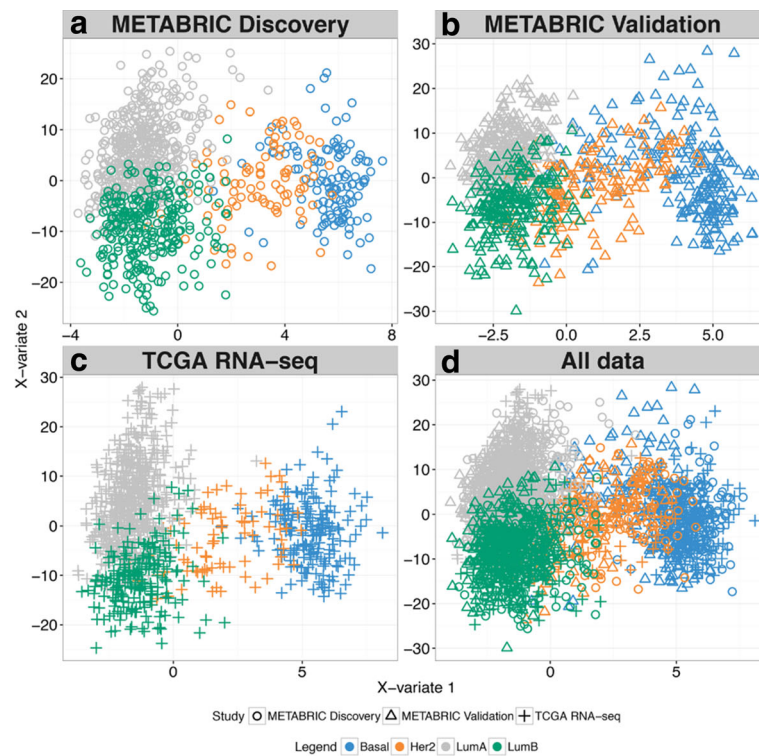 a METABRIC Discovery
b METABRIC Validation
20
10
0
−10
−20
−4 0 4 8
30
20
10
0
−10
−20
−30
−2.5 0.0 2.5 5.0
X−variate 2
c TCGA RNA−seq
d All data
30
20
10
0
−10
−20
0 5
30
20
10
0
−10
−20
−30
0 5
X−variate 1
Study METABRIC Discovery METABRIC Validation TCGA RNA−seq
Legend Basal Her2 LumA LumB